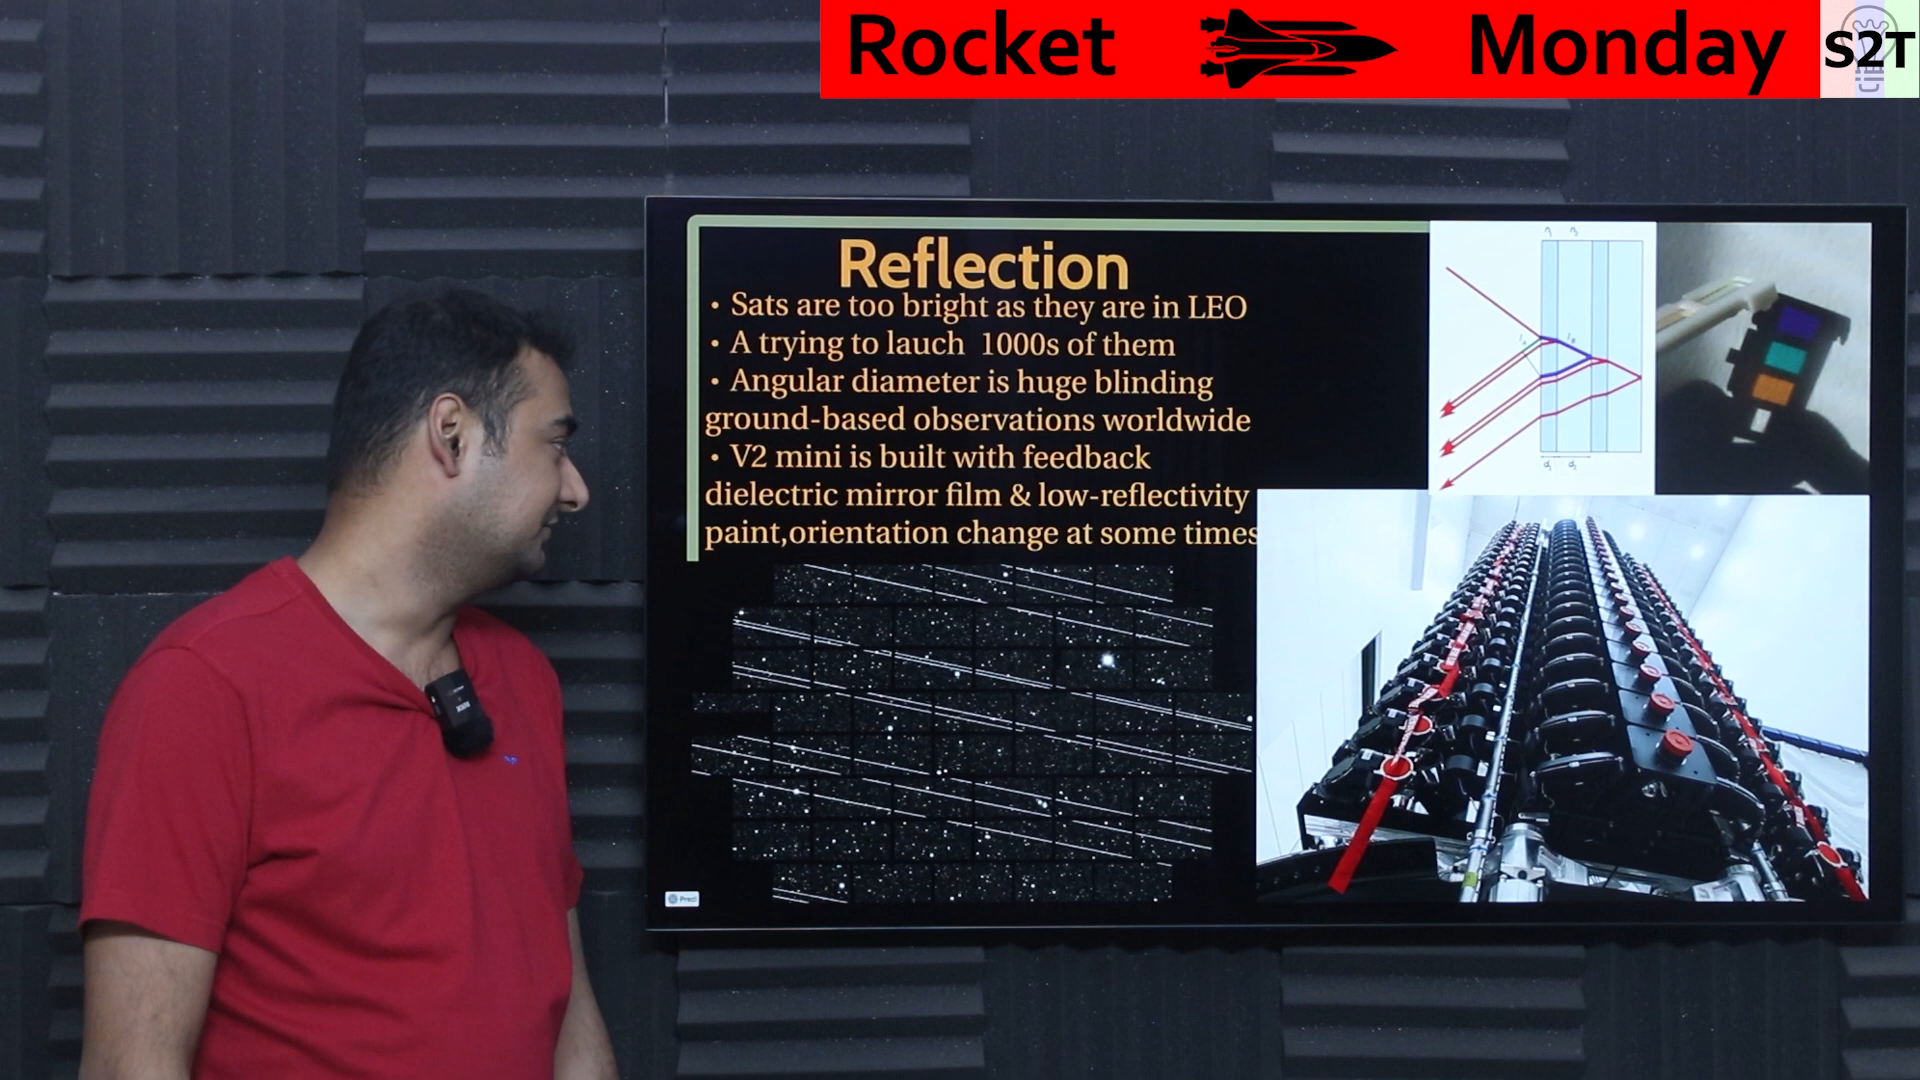 Rocket Monday S2T
Reflection
• Sats are too bright as they are in LEO
• A trying to lauch 1000s of them
• Angular diameter is huge blinding
ground-based observations worldwide
• V2 mini is built with feedback
dielectric mirror film & low-reflectivity
paint,orientation change at some times
Prezi